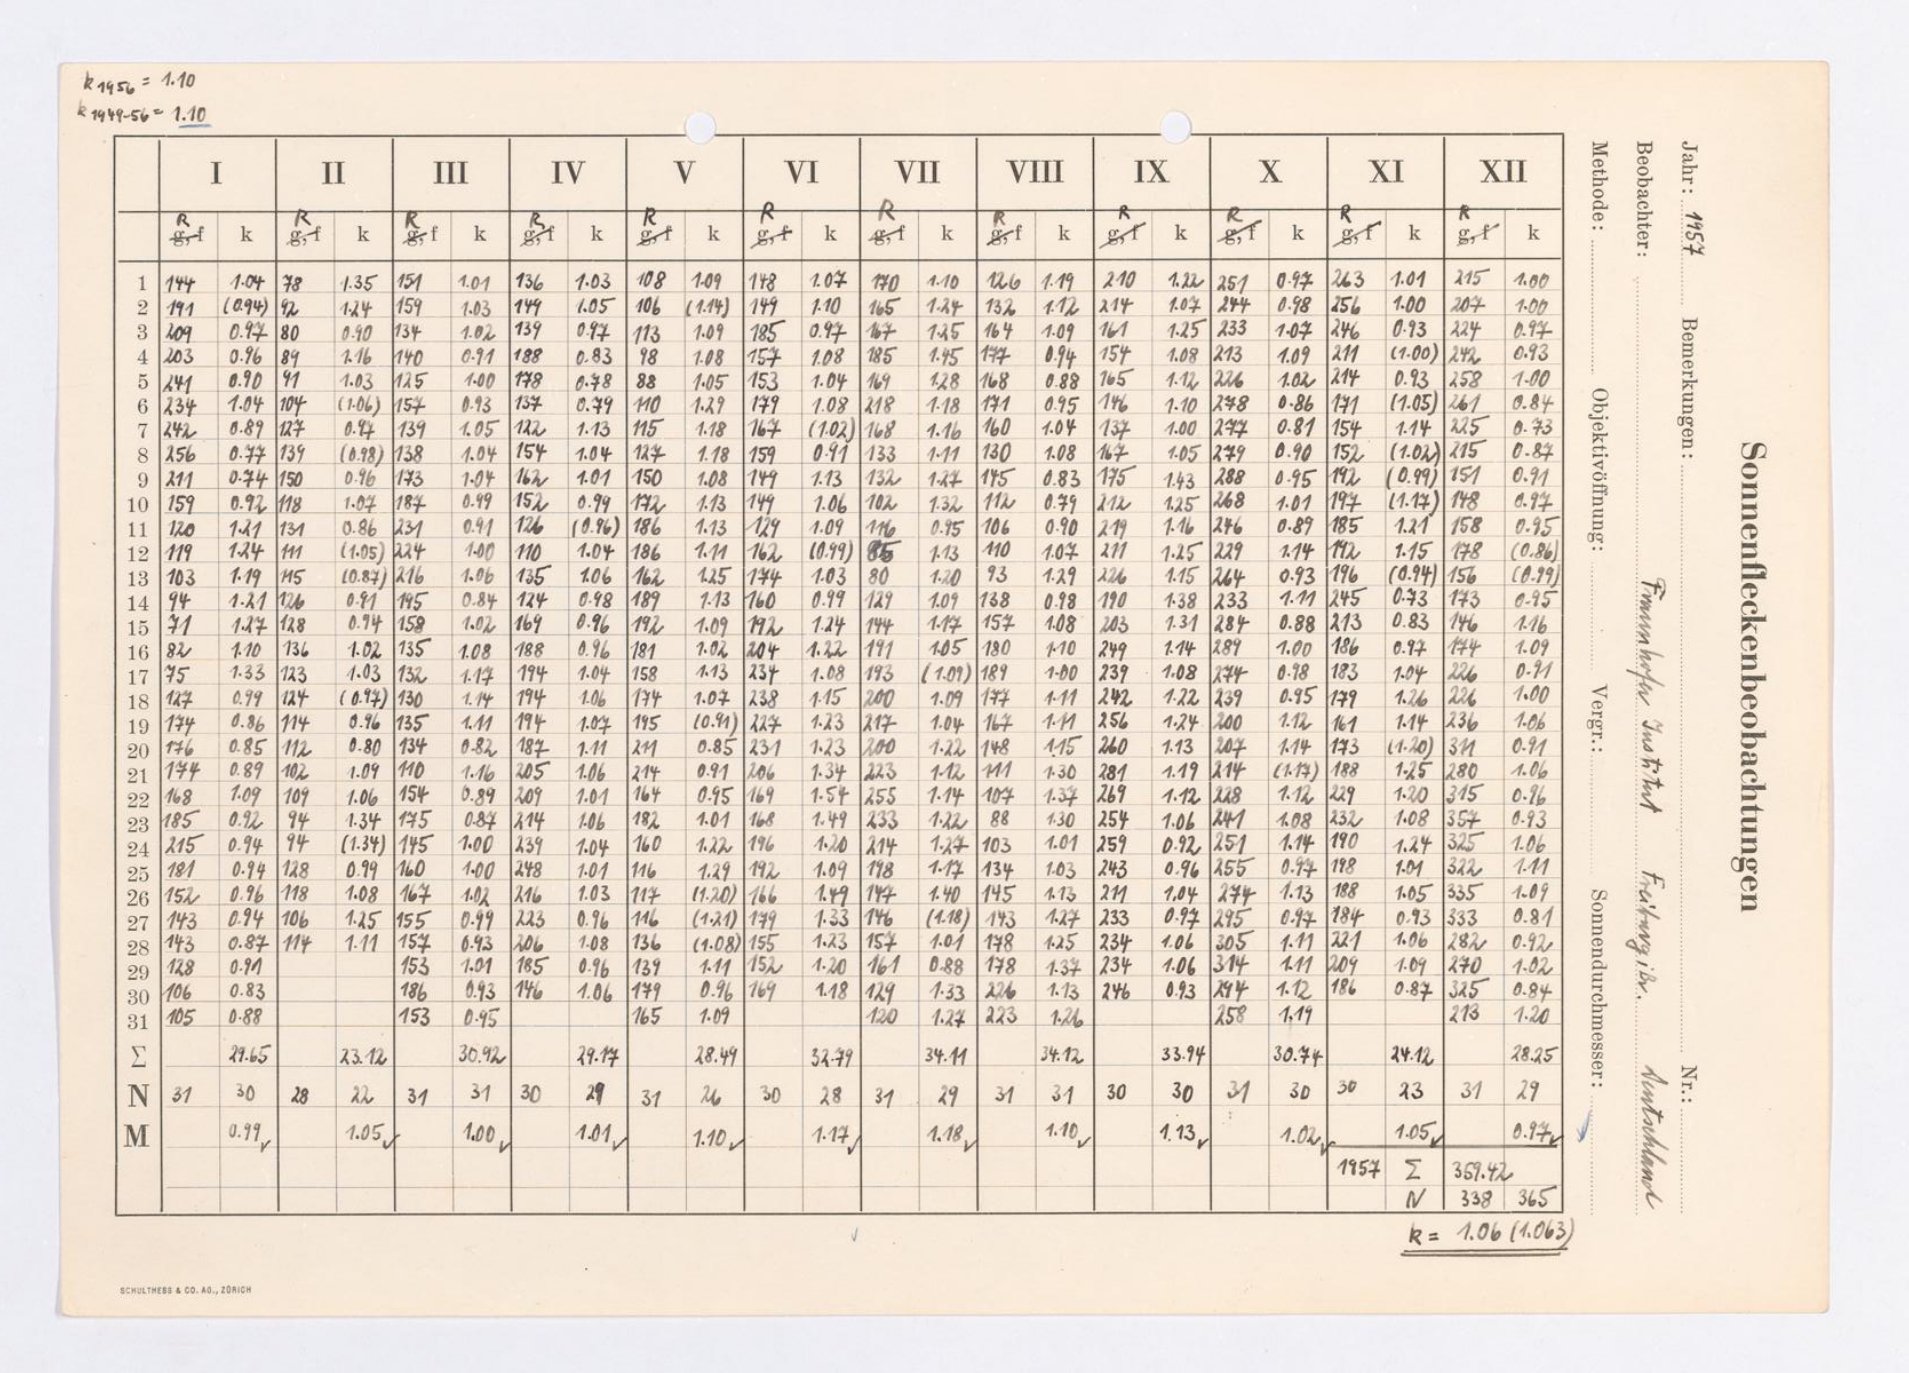 k 1956 = 1.10
k 1949-56 = 1.10
Sonnenfleckenbeobachtungen
Jahr: 1957 Bemerkungen: Nr.:
Beobachter: Fraunhofer Institut Freiburg i/Br. Deutschland
Methode: Objektivöffnung: Vergr.: Sonnendurchmesser:
I II III IV V VI VII VIII IX X XI XII
R R R R R R R R R R R R
g, f k g, f k g, f k g, f k g, f k g, f k g, f k g, f k g, f k g, f k g, f k g, f k
1 144 1.04 78 1.35 151 1.01 136 1.03 108 1.09 148 1.07 170 1.10 126 1.19 210 1.22 251 0.97 263 1.01 215 1.00
2 191 (0.94) 92 1.24 159 1.03 149 1.05 106 (1.14) 149 1.10 165 1.24 132 1.12 214 1.07 244 0.98 256 1.00 207 1.00
3 209 0.97 80 0.90 134 1.02 139 0.97 113 1.09 185 0.97 167 1.25 164 1.09 161 1.25 233 1.07 246 0.93 224 0.97
4 203 0.96 89 1.16 140 0.91 188 0.83 98 1.08 157 1.08 185 1.45 177 0.94 154 1.08 213 1.09 211 (1.00) 242 0.93
5 241 0.90 91 1.03 125 1.00 178 0.78 88 1.05 153 1.04 169 1.28 168 0.88 165 1.12 226 1.02 214 0.93 258 1.00
6 234 1.04 104 (1.06) 157 0.93 137 0.79 110 1.29 179 1.08 218 1.18 171 0.95 146 1.10 278 0.86 171 (1.05) 261 0.84
7 242 0.89 127 0.97 139 1.05 122 1.13 115 1.18 167 (1.02) 168 1.16 160 1.04 137 1.00 277 0.81 154 1.14 225 0.73
8 256 0.77 139 (0.98) 138 1.04 154 1.04 127 1.18 159 0.91 133 1.11 130 1.08 167 1.05 279 0.90 152 (1.02) 215 0.87
9 211 0.74 150 0.96 173 1.04 162 1.01 150 1.08 149 1.13 132 1.27 145 0.83 175 1.43 288 0.95 192 (0.99) 151 0.91
10 159 0.92 118 1.07 187 0.99 152 0.99 172 1.13 149 1.06 102 1.32 112 0.79 212 1.25 268 1.01 197 (1.17) 148 0.97
11 120 1.21 131 0.86 231 0.91 126 (0.96) 186 1.13 129 1.09 116 0.95 106 0.90 219 1.16 246 0.89 185 1.21 158 0.95
12 119 1.24 111 (1.05) 224 1.00 110 1.04 186 1.11 162 (0.99) 85 1.13 110 1.07 211 1.25 229 1.14 192 1.15 178 (0.86)
13 103 1.19 115 (0.87) 216 1.06 135 1.06 162 1.25 174 1.03 80 1.20 93 1.29 226 1.15 264 0.93 196 (0.94) 156 (0.99)
14 94 1.21 126 0.91 195 0.84 124 0.98 189 1.13 160 0.99 129 1.09 138 0.98 190 1.38 233 1.11 245 0.73 173 0.95
15 71 1.27 128 0.94 158 1.02 169 0.96 192 1.09 192 1.24 144 1.17 157 1.08 203 1.31 284 0.88 213 0.83 146 1.16
16 82 1.10 136 1.02 135 1.08 188 0.96 181 1.02 204 1.22 191 1.05 180 1.10 249 1.14 289 1.00 186 0.97 174 1.09
17 75 1.33 123 1.03 132 1.17 194 1.04 158 1.13 234 1.08 193 (1.09) 189 1.00 239 1.08 274 0.98 183 1.04 226 0.91
18 127 0.99 124 (0.97) 130 1.14 194 1.06 174 1.07 238 1.15 200 1.09 177 1.11 242 1.22 239 0.95 179 1.26 226 1.00
19 174 0.86 114 0.96 135 1.11 194 1.07 195 (0.91) 227 1.23 217 1.04 167 1.11 256 1.24 200 1.12 161 1.14 236 1.06
20 176 0.85 112 0.80 134 0.82 187 1.11 211 0.85 231 1.23 200 1.22 148 1.15 260 1.13 207 1.14 173 (1.20) 311 0.91
21 174 0.89 102 1.09 110 1.16 205 1.06 214 0.91 206 1.34 223 1.12 111 1.30 281 1.19 214 (1.17) 188 1.25 280 1.06
22 168 1.09 109 1.06 154 0.89 209 1.01 164 0.95 169 1.54 255 1.14 107 1.37 269 1.12 228 1.12 229 1.20 315 0.96
23 185 0.92 94 1.34 175 0.87 214 1.06 182 1.01 168 1.49 233 1.22 88 1.30 254 1.06 241 1.08 232 1.08 357 0.93
24 215 0.94 94 (1.34) 145 1.00 239 1.04 160 1.22 196 1.20 214 1.27 103 1.01 259 0.92 251 1.14 190 1.24 325 1.06
25 181 0.94 128 0.99 160 1.00 248 1.01 116 1.29 192 1.09 198 1.17 134 1.03 243 0.96 255 0.97 198 1.01 322 1.11
26 152 0.96 118 1.08 167 1.02 216 1.03 117 (1.20) 166 1.49 147 1.40 145 1.13 211 1.04 274 1.13 188 1.05 335 1.09
27 143 0.94 106 1.25 155 0.99 223 0.96 116 (1.21) 179 1.33 146 (1.18) 143 1.27 233 0.97 295 0.97 184 0.93 333 0.81
28 143 0.87 114 1.11 157 0.93 206 1.08 136 (1.08) 155 1.23 157 1.01 178 1.25 234 1.06 305 1.11 221 1.06 282 0.92
29 128 0.91 153 1.01 185 0.96 139 1.11 152 1.20 161 0.88 178 1.37 234 1.06 314 1.11 209 1.09 270 1.02
30 106 0.83 186 0.93 146 1.06 179 0.96 169 1.18 129 1.33 226 1.13 246 0.93 294 1.12 186 0.87 325 0.84
31 105 0.88 153 0.95 165 1.09 120 1.27 223 1.26 258 1.19 213 1.20
Σ 29.65 23.12 30.92 29.17 28.49 32.79 34.11 34.12 33.94 30.74 24.12 28.25
N 31 30 28 22 31 31 30 29 31 26 30 28 31 29 31 31 30 30 31 30 30 23 31 29
M 0.99 1.05 1.00 1.01 1.10 1.17 1.18 1.10 1.13 1.02 1.05 0.97
1957 Σ 359.42
N 338 365
k = 1.06 (1.063)
SCHULTHESS & CO. AG., ZÜRICH